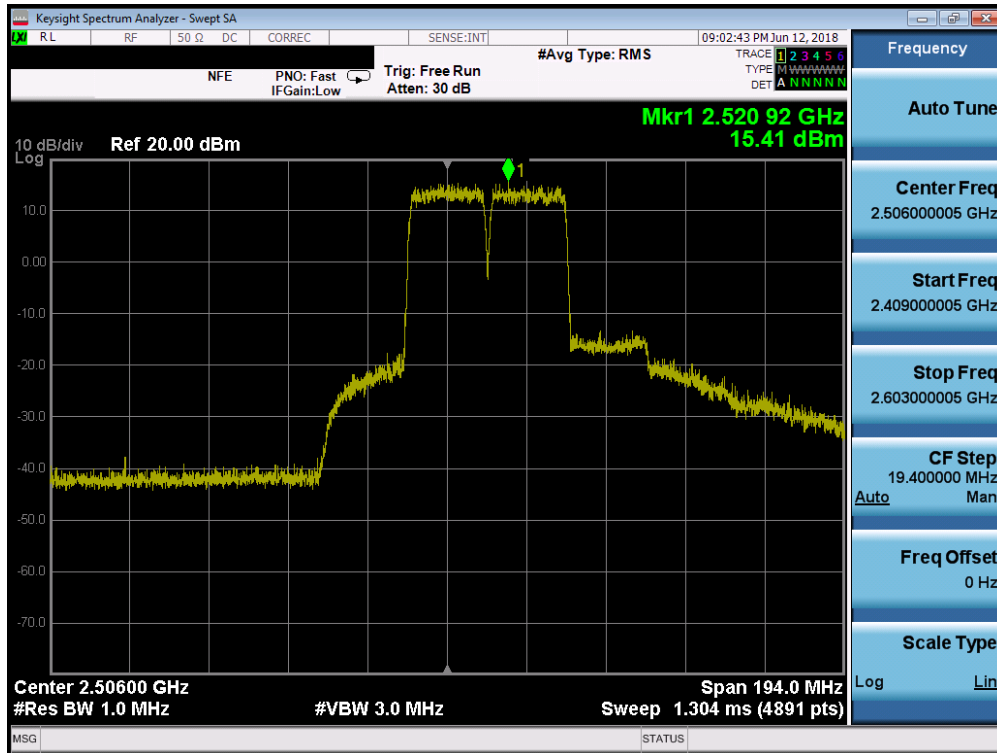 Keysight Spectrum Analyzer - Swept SA
LXI RL RF 50 Ω DC CORREC SENSE:INT 09:02:43 PM Jun 12, 2018
Frequency
NFE
PNO: Fast
IFGain:Low
Trig: Free Run
Atten: 30 dB
#Avg Type: RMS
TRACE 1 2 3 4 5 6
TYPE M WWWWW
DET A N N N N N
Auto Tune
Mkr1 2.520 92 GHz
15.41 dBm
10 dB/div Ref 20.00 dBm
Log
1
10.0
0.00
-10.0
-20.0
-30.0
-40.0
-50.0
-60.0
-70.0
Center 2.50600 GHz Span 194.0 MHz
#Res BW 1.0 MHz #VBW 3.0 MHz Sweep 1.304 ms (4891 pts)
Center Freq
2.506000005 GHz
Start Freq
2.409000005 GHz
Stop Freq
2.603000005 GHz
CF Step
19.400000 MHz
Auto Man
Freq Offset
0 Hz
Scale Type
Log Lin
MSG STATUS